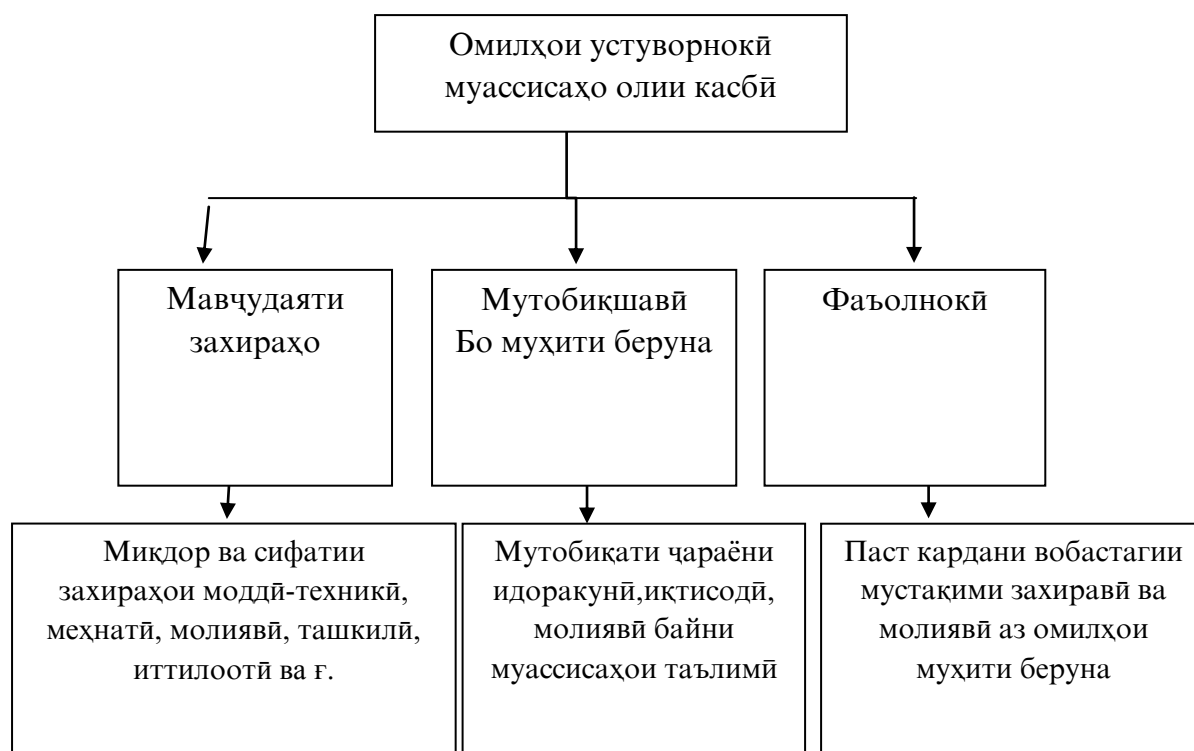 Омилҳои устуворнокӣ
муассисаҳо олии касбӣ
Мавҷудаяти
захираҳо
Мутобиқшавӣ
Бо муҳити беруна
Фаъолнокӣ
Миқдор ва сифатии
захираҳои моддӣ-техникӣ,
меҳнатӣ, молиявӣ, ташкилӣ,
иттилоотӣ ва ғ.
Мутобиқати ҷараёни
идоракунӣ,иқтисодӣ,
молиявӣ байни
муассисаҳои таълимӣ
Паст кардани вобастагии
мустақими захиравӣ ва
молиявӣ аз омилҳои
муҳити беруна